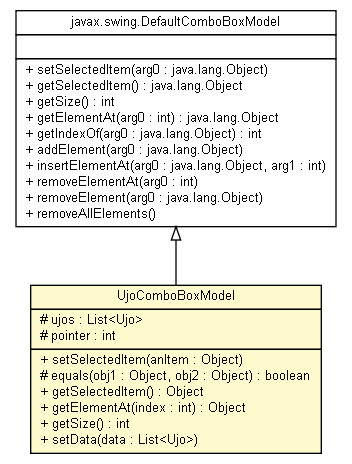 javax.swing.DefaultComboBoxModel
+ setSelectedItem(arg0 : java.lang.Object)
+ getSelectedItem() : java.lang.Object
+ getSize() : int
+ getElementAt(arg0 : int) : java.lang.Object
+ getIndexOf(arg0 : java.lang.Object) : int
+ addElement(arg0 : java.lang.Object)
+ insertElementAt(arg0 : java.lang.Object, arg1 : int)
+ removeElementAt(arg0 : int)
+ removeElement(arg0 : java.lang.Object)
+ removeAllElements()
UjoComboBoxModel
# ujos : List<Ujo>
# pointer : int
+ setSelectedItem(anItem : Object)
# equals(obj1 : Object, obj2 : Object) : boolean
+ getSelectedItem() : Object
+ getElementAt(index : int) : Object
+ getSize() : int
+ setData(data : List<Ujo>)